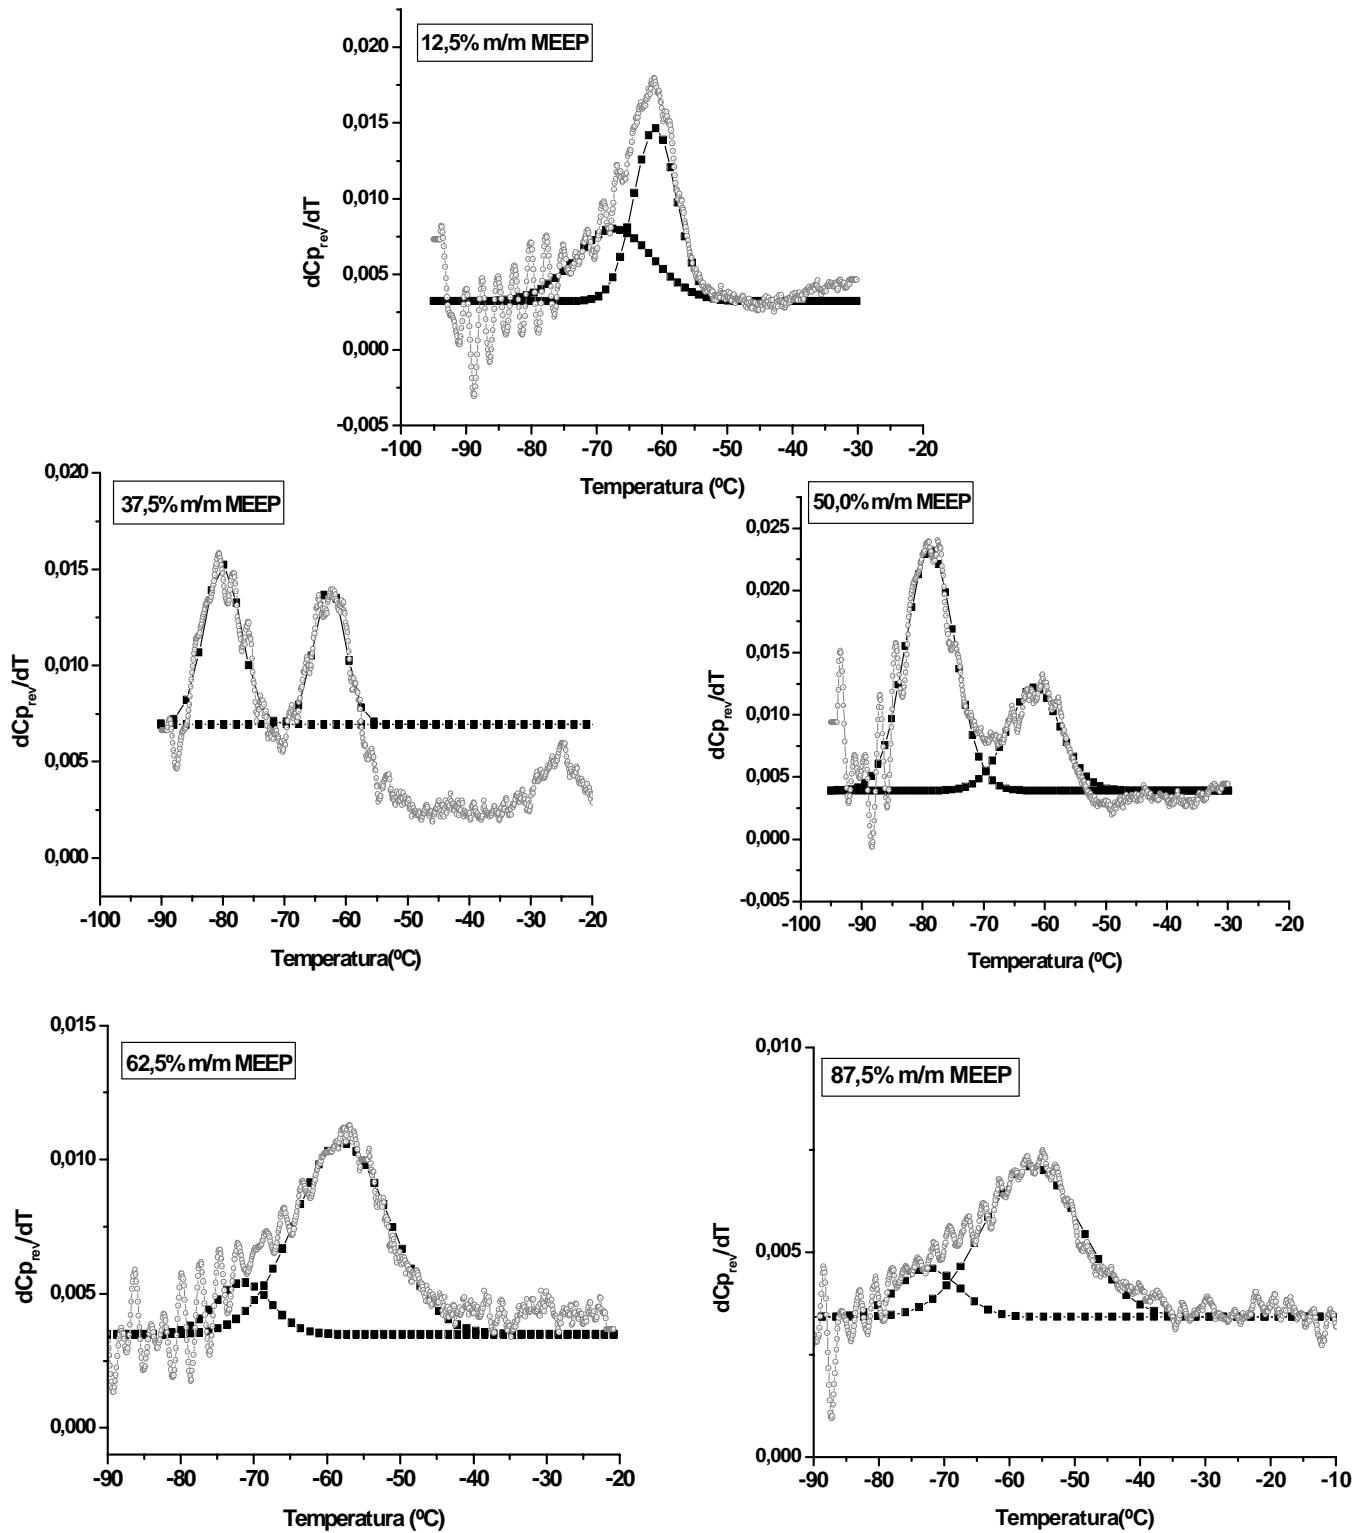 12,5% m/m MEEP
0,020
0,015
0,010
0,005
0,000
-0,005
dCp_rev/dT
-100 -90 -80 -70 -60 -50 -40 -30 -20
Temperatura (ºC)
37,5% m/m MEEP
0,020
0,015
0,010
0,005
0,000
dCp_rev/dT
-100 -90 -80 -70 -60 -50 -40 -30 -20
Temperatura(ºC)
50,0% m/m MEEP
0,025
0,020
0,015
0,010
0,005
0,000
-0,005
dCp_rev/dT
-100 -90 -80 -70 -60 -50 -40 -30 -20
Temperatura (ºC)
62,5% m/m MEEP
0,015
0,010
0,005
0,000
dCp_rev/dT
-90 -80 -70 -60 -50 -40 -30 -20
Temperatura (ºC)
87,5% m/m MEEP
0,010
0,005
0,000
dCp_rev/dT
-90 -80 -70 -60 -50 -40 -30 -20 -10
Temperatura(ºC)